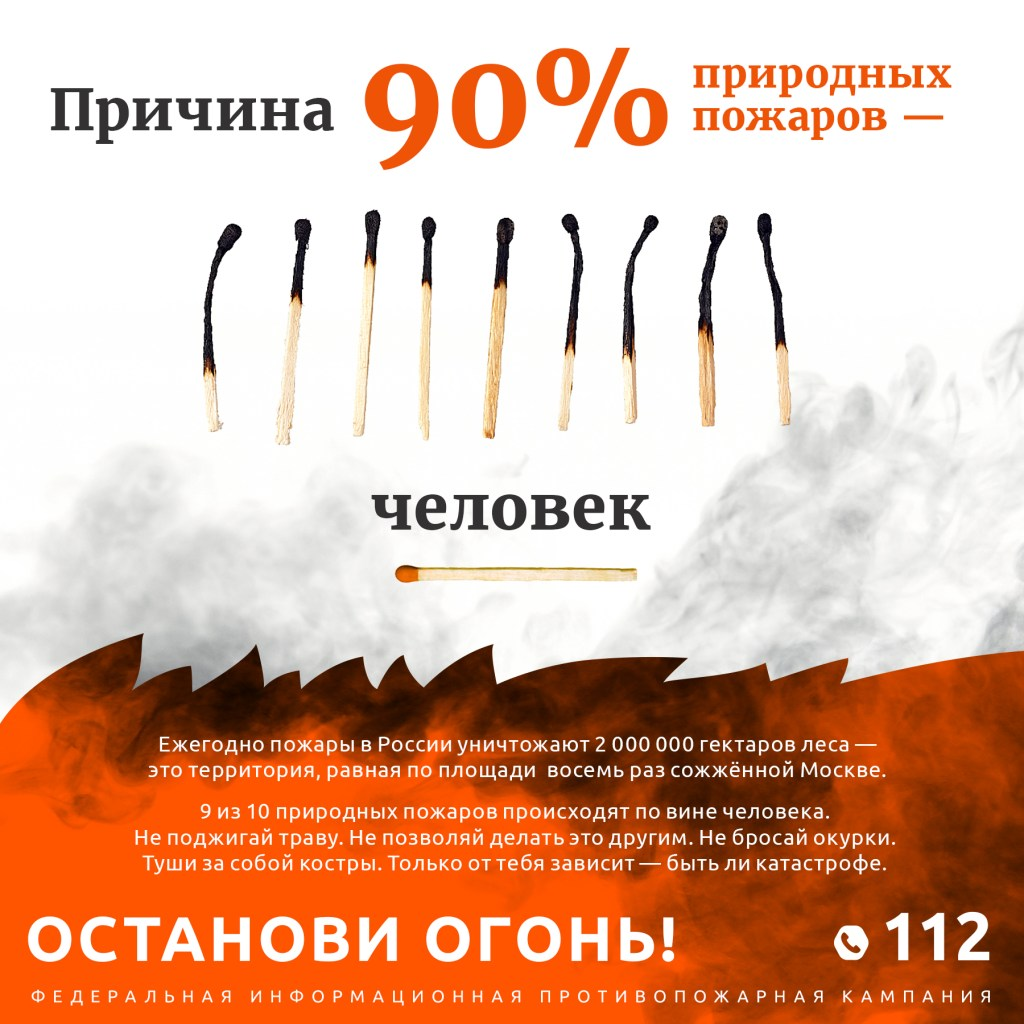 Причина 90% природных
пожаров —
человек
Ежегодно пожары в России уничтожают 2 000 000 гектаров леса —
это территория, равная по площади восемь раз сожжённой Москве.
9 из 10 природных пожаров происходят по вине человека.
Не поджигай траву. Не позволяй делать это другим. Не бросай окурки.
Туши за собой костры. Только от тебя зависит — быть ли катастрофе.
ОСТАНОВИ ОГОНЬ! 112
ФЕДЕРАЛЬНАЯ ИНФОРМАЦИОННАЯ ПРОТИВОПОЖАРНАЯ КАМПАНИЯ